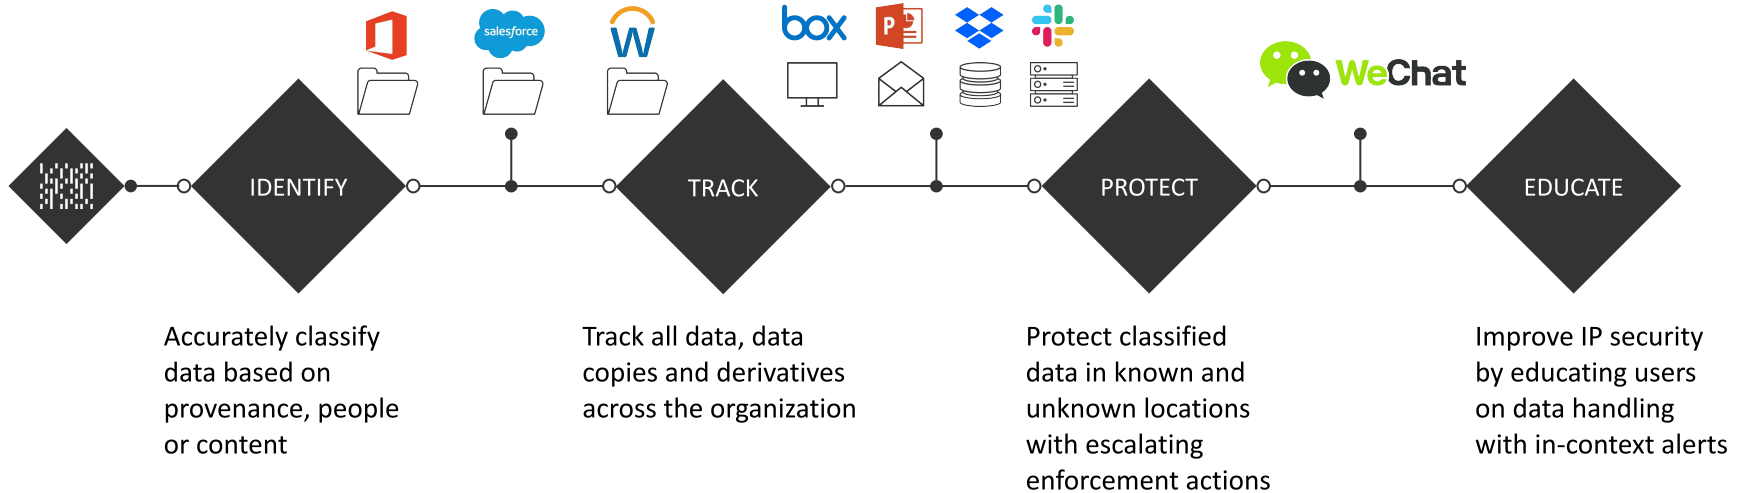 salesforce
W
box
P
WeChat
IDENTIFY
TRACK
PROTECT
EDUCATE
Accurately classify
data based on
provenance, people
or content
Track all data, data
copies and derivatives
across the organization
Protect classified
data in known and
unknown locations
with escalating
enforcement actions
Improve IP security
by educating users
on data handling
with in-context alerts